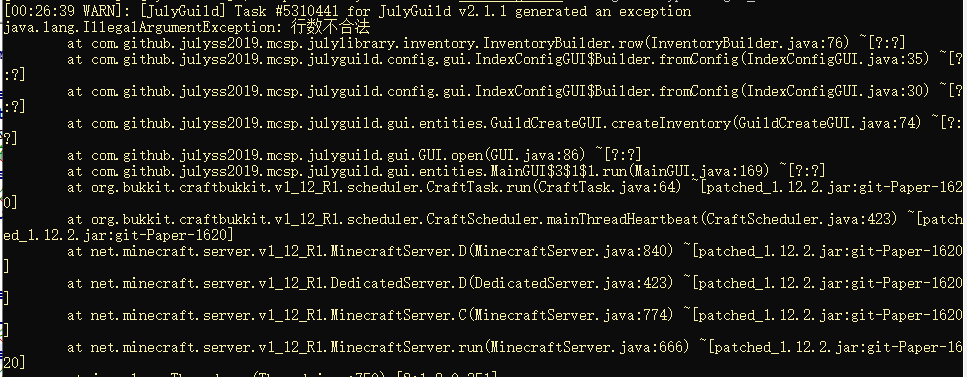 [00:26:39 WARN]: [JulyGuild] Task #5310441 for JulyGuild v2.1.1 generated an exception
java.lang.IllegalArgumentException: 行数不合法
at com.github.julyss2019.mcsp.julylibrary.inventory.InventoryBuilder.row(InventoryBuilder.java:76) ~[?:?]
at com.github.julyss2019.mcsp.julyguild.config.gui.IndexConfigGUI$Builder.fromConfig(IndexConfigGUI.java:35) ~[?
:?]
at com.github.julyss2019.mcsp.julyguild.config.gui.IndexConfigGUI$Builder.fromConfig(IndexConfigGUI.java:30) ~[?
:?]
at com.github.julyss2019.mcsp.julyguild.gui.entities.GuildCreateGUI.createInventory(GuildCreateGUI.java:74) ~[?:
?]
at com.github.julyss2019.mcsp.julyguild.gui.GUI.open(GUI.java:86) ~[?:?]
at com.github.julyss2019.mcsp.julyguild.gui.entities.MainGUI$3$1$1.run(MainGUI.java:169) ~[?:?]
at org.bukkit.craftbukkit.v1_12_R1.scheduler.CraftTask.run(CraftTask.java:64) ~[patched_1.12.2.jar:git-Paper-162
0]
at org.bukkit.craftbukkit.v1_12_R1.scheduler.CraftScheduler.mainThreadHeartbeat(CraftScheduler.java:423) ~[patch
ed_1.12.2.jar:git-Paper-1620]
at net.minecraft.server.v1_12_R1.MinecraftServer.D(MinecraftServer.java:840) ~[patched_1.12.2.jar:git-Paper-1620
]
at net.minecraft.server.v1_12_R1.DedicatedServer.D(DedicatedServer.java:423) ~[patched_1.12.2.jar:git-Paper-1620
]
at net.minecraft.server.v1_12_R1.MinecraftServer.C(MinecraftServer.java:774) ~[patched_1.12.2.jar:git-Paper-1620
]
at net.minecraft.server.v1_12_R1.MinecraftServer.run(MinecraftServer.java:666) ~[patched_1.12.2.jar:git-Paper-16
20]